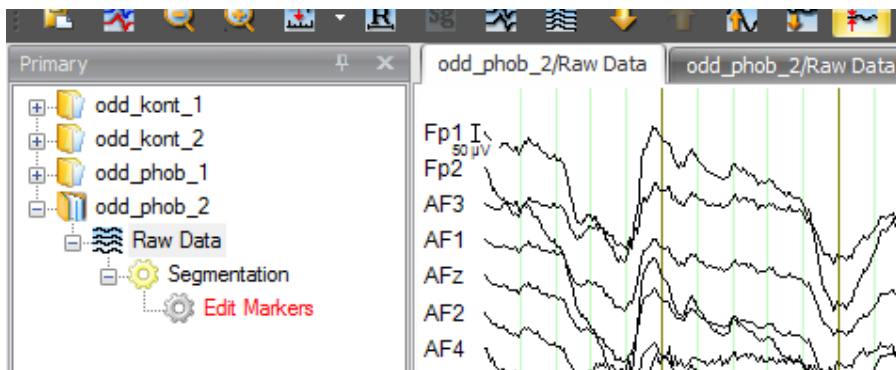 R
Sg
Primary
odd_phob_2/Raw Data
odd_phob_2/Raw Data
odd_kont_1
odd_kont_2
odd_phob_1
odd_phob_2
Raw Data
Segmentation
Edit Markers
Fp1
50 µV
Fp2
AF3
AF1
AFz
AF2
AF4